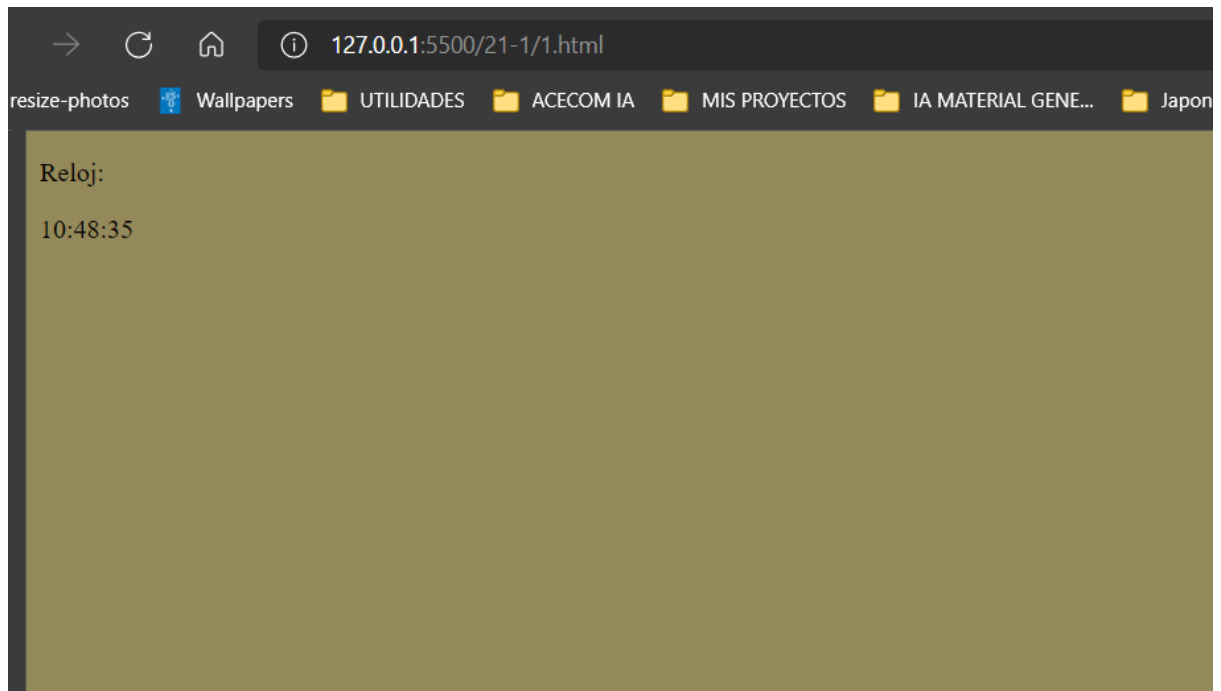 127.0.0.1:5500/21-1/1.html
resize-photos Wallpapers UTILIDADES ACECOM IA MIS PROYECTOS IA MATERIAL GENE... Japon
Reloj:
10:48:35